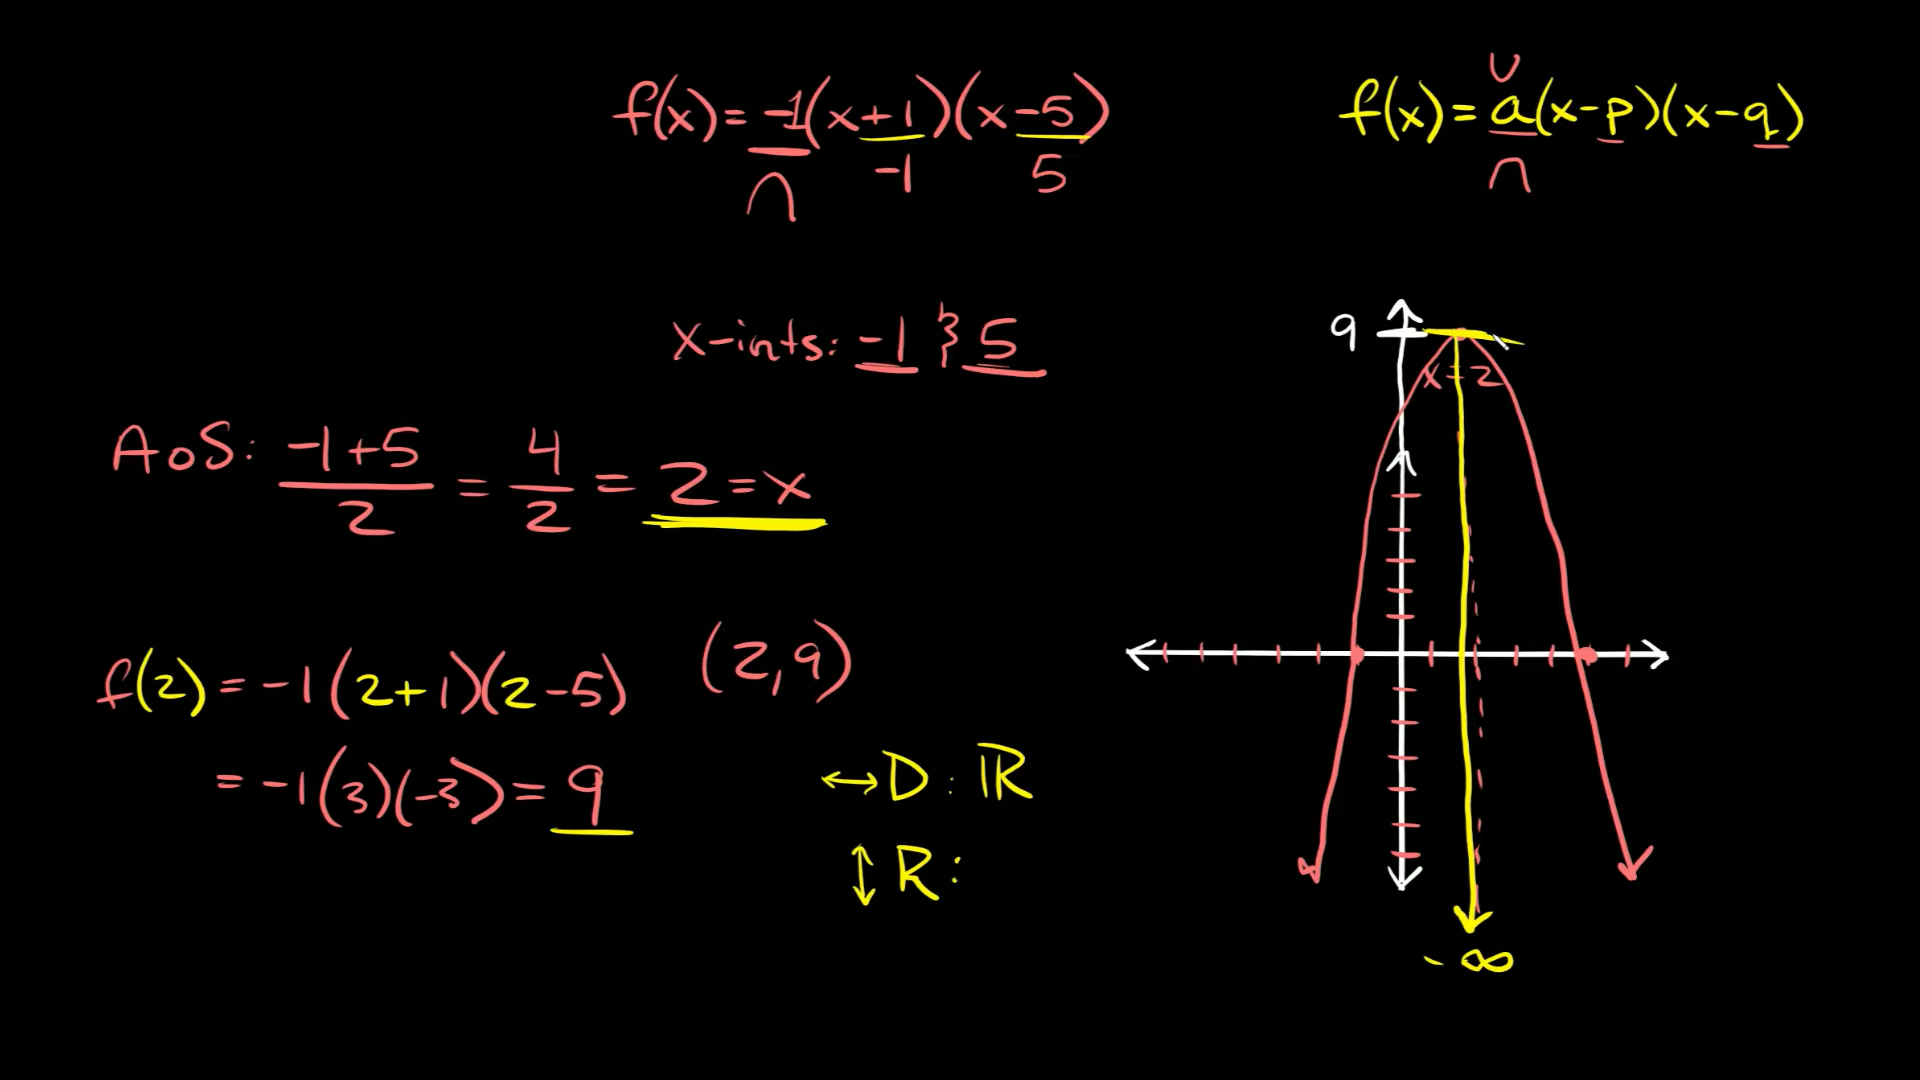 f(x) = -1(x+1)(x-5)
-1 5
f(x) = a(x-p)(x-q)
x-ints: -1 & 5
9
x=2
AoS: -1+5/2 = 4/2 = 2=x
f(2) = -1(2+1)(2-5) (2,9)
= -1(3)(-3) = 9
↔ D: ℝ
↕ R:
-∞